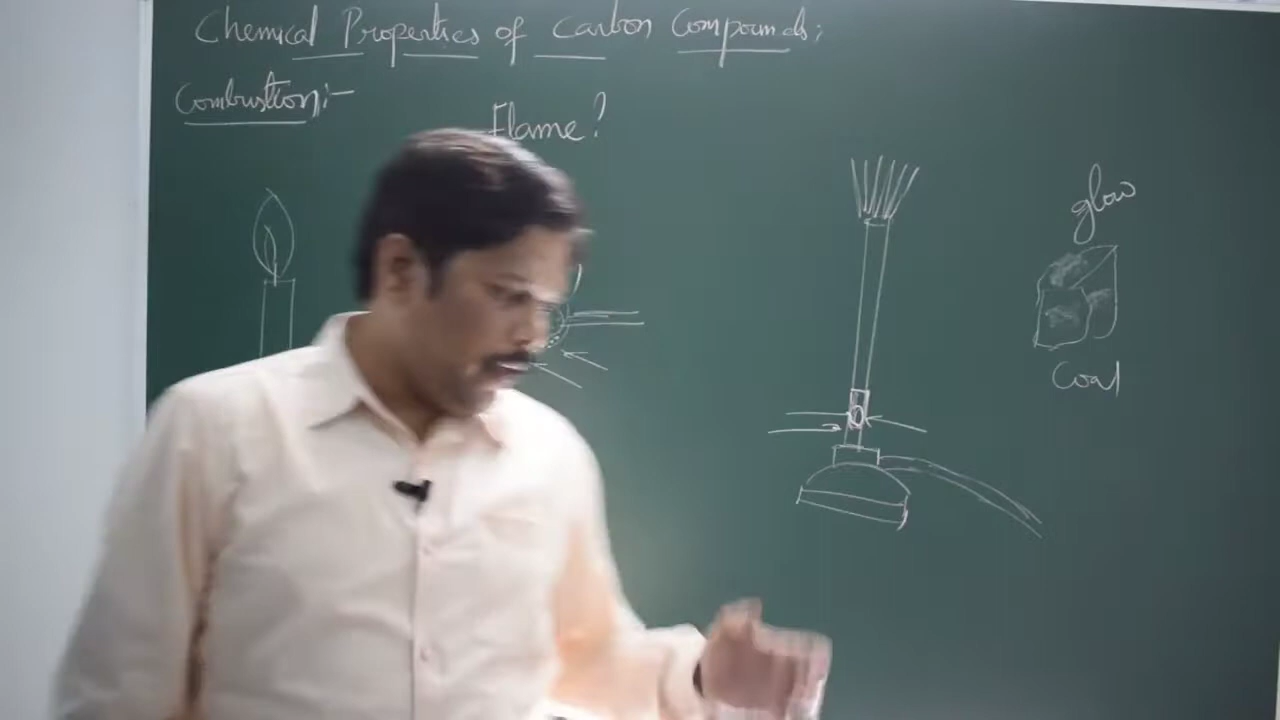 Chemical Properties of Carbon Compounds:
Combustion:-
Flame?
glow
Coal